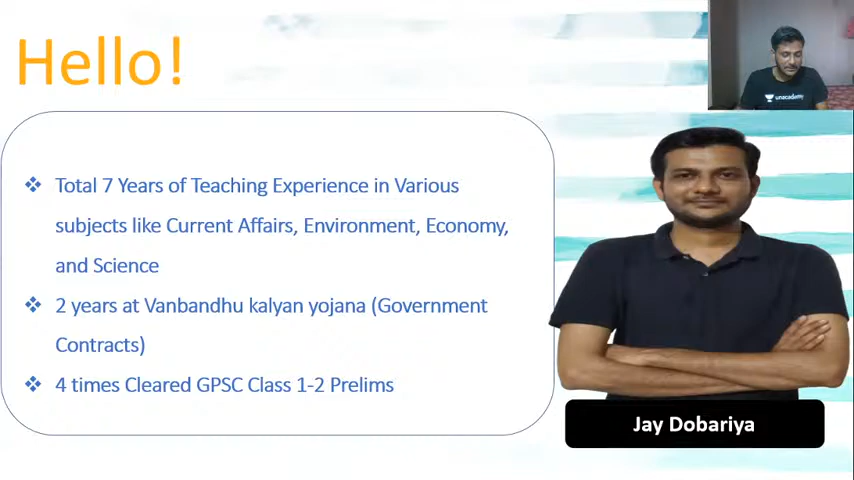 Hello!
unacademy
❖ Total 7 Years of Teaching Experience in Various
subjects like Current Affairs, Environment, Economy,
and Science
❖ 2 years at Vanbandhu kalyan yojana (Government
Contracts)
❖ 4 times Cleared GPSC Class 1-2 Prelims
Jay Dobariya